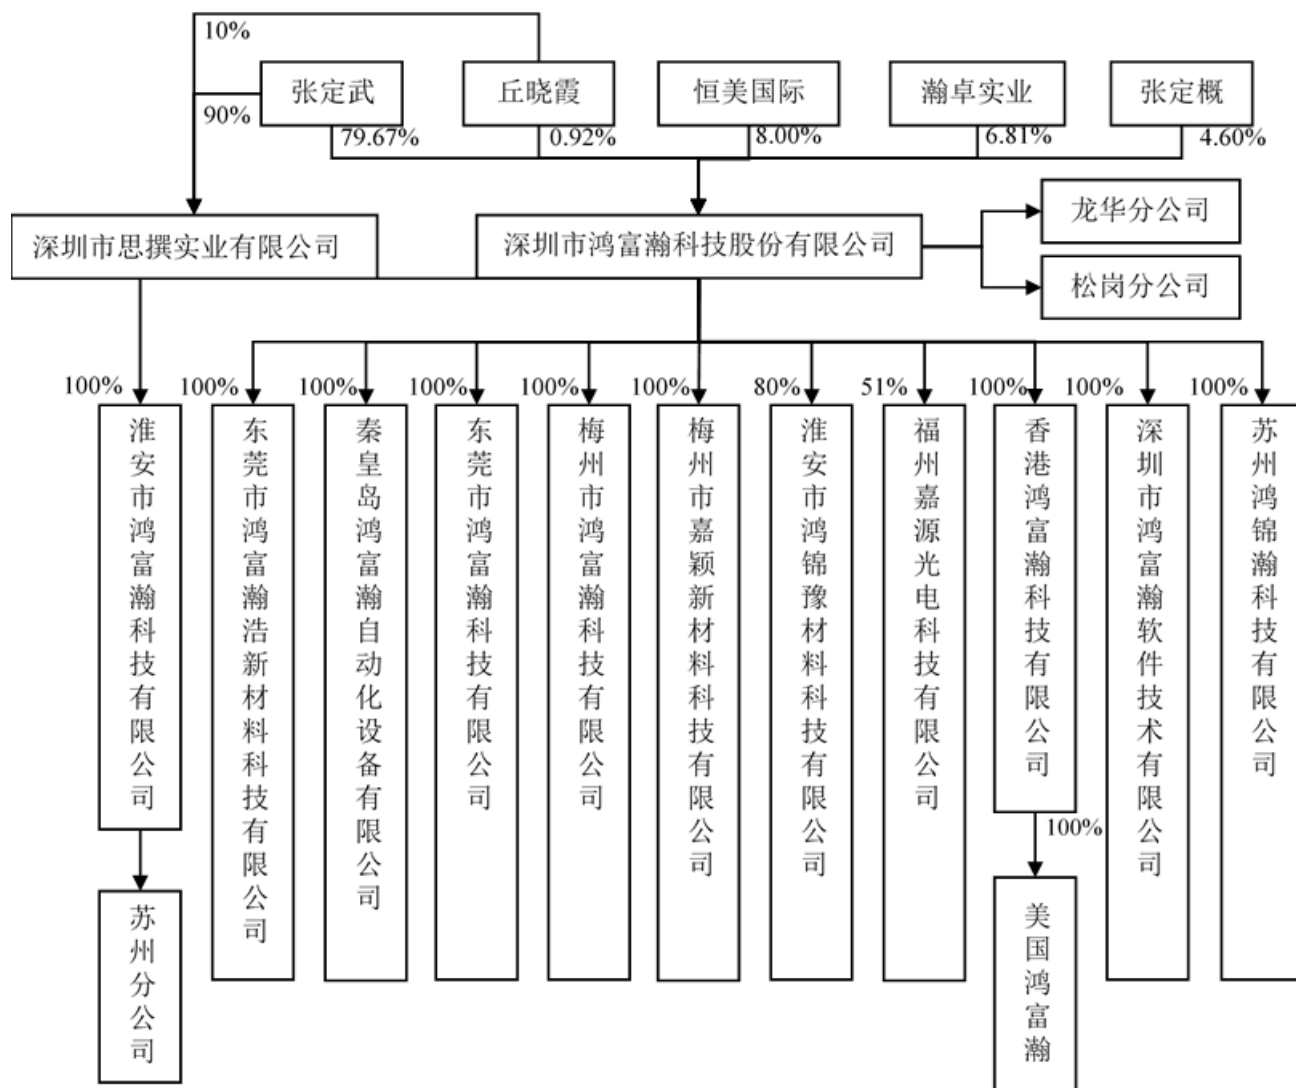 10%
张定武
丘晓霞
恒美国际
瀚卓实业
张定概
90%
79.67%
0.92%
8.00%
6.81%
4.60%
深圳市思撰实业有限公司
深圳市鸿富瀚科技股份有限公司
龙华分公司
松岗分公司
100%
100%
100%
100%
100%
100%
80%
51%
100%
100%
100%
淮安市鸿富瀚科技有限公司
东莞市鸿富瀚浩新材料科技有限公司
秦皇岛鸿富瀚自动化设备有限公司
东莞市鸿富瀚科技有限公司
梅州市鸿富瀚科技有限公司
梅州市嘉颖新材料科技有限公司
淮安市鸿锦豫材料科技有限公司
福州嘉源光电科技有限公司
香港鸿富瀚科技有限公司
深圳市鸿富瀚软件技术有限公司
苏州鸿锦瀚科技有限公司
100%
苏州分公司
美国鸿富瀚